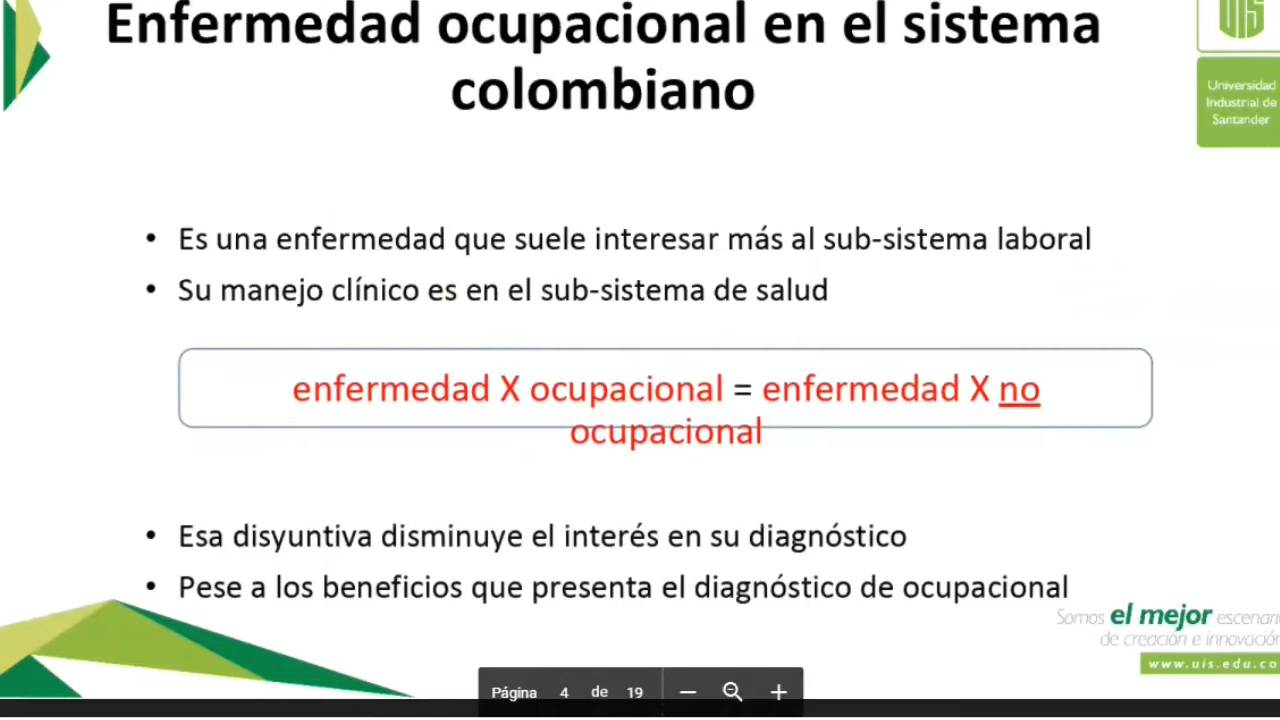 Enfermedad ocupacional en el sistema
colombiano
UIS
Universidad
Industrial de
Santander
• Es una enfermedad que suele interesar más al sub-sistema laboral
• Su manejo clínico es en el sub-sistema de salud
enfermedad X ocupacional = enfermedad X no
ocupacional
• Esa disyuntiva disminuye el interés en su diagnóstico
• Pese a los beneficios que presenta el diagnóstico de ocupacional
Somos el mejor escenari
de creación e innovación
www.uis.edu.co
Página 4 de 19